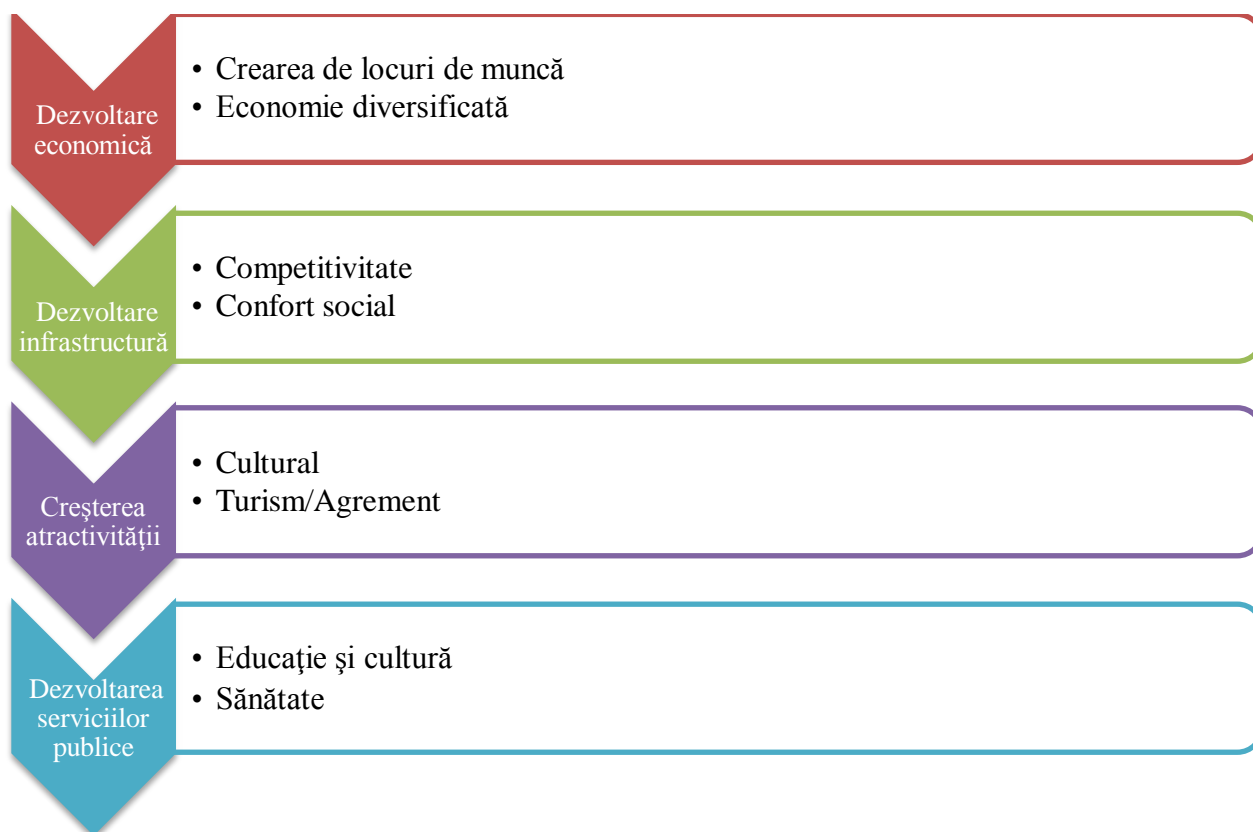 Dezvoltare
economică
• Crearea de locuri de muncă
• Economie diversificată
Dezvoltare
infrastructură
• Competitivitate
• Confort social
Creşterea
atractivităţii
• Cultural
• Turism/Agrement
Dezvoltarea
serviciilor
publice
• Educaţie şi cultură
• Sănătate